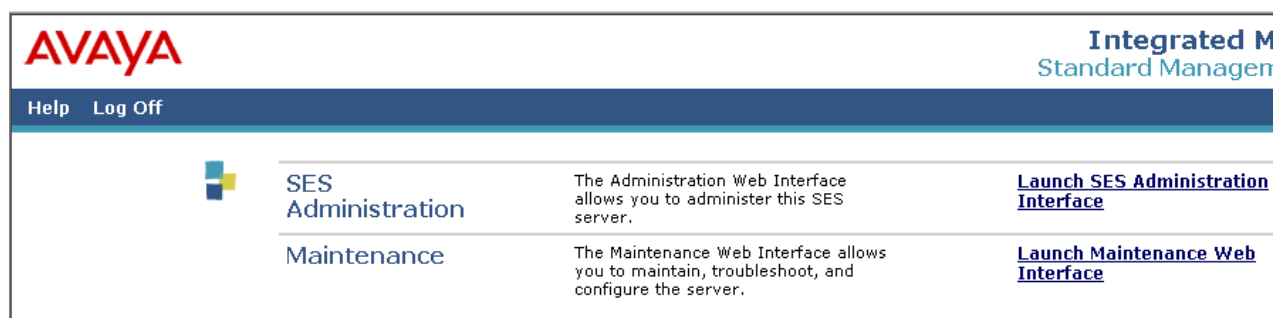 AVAYA
Integrated M
Standard Managem
Help Log Off
SES
Administration
The Administration Web Interface
allows you to administer this SES
server.
Launch SES Administration
Interface
Maintenance
The Maintenance Web Interface allows
you to maintain, troubleshoot, and
configure the server.
Launch Maintenance Web
Interface